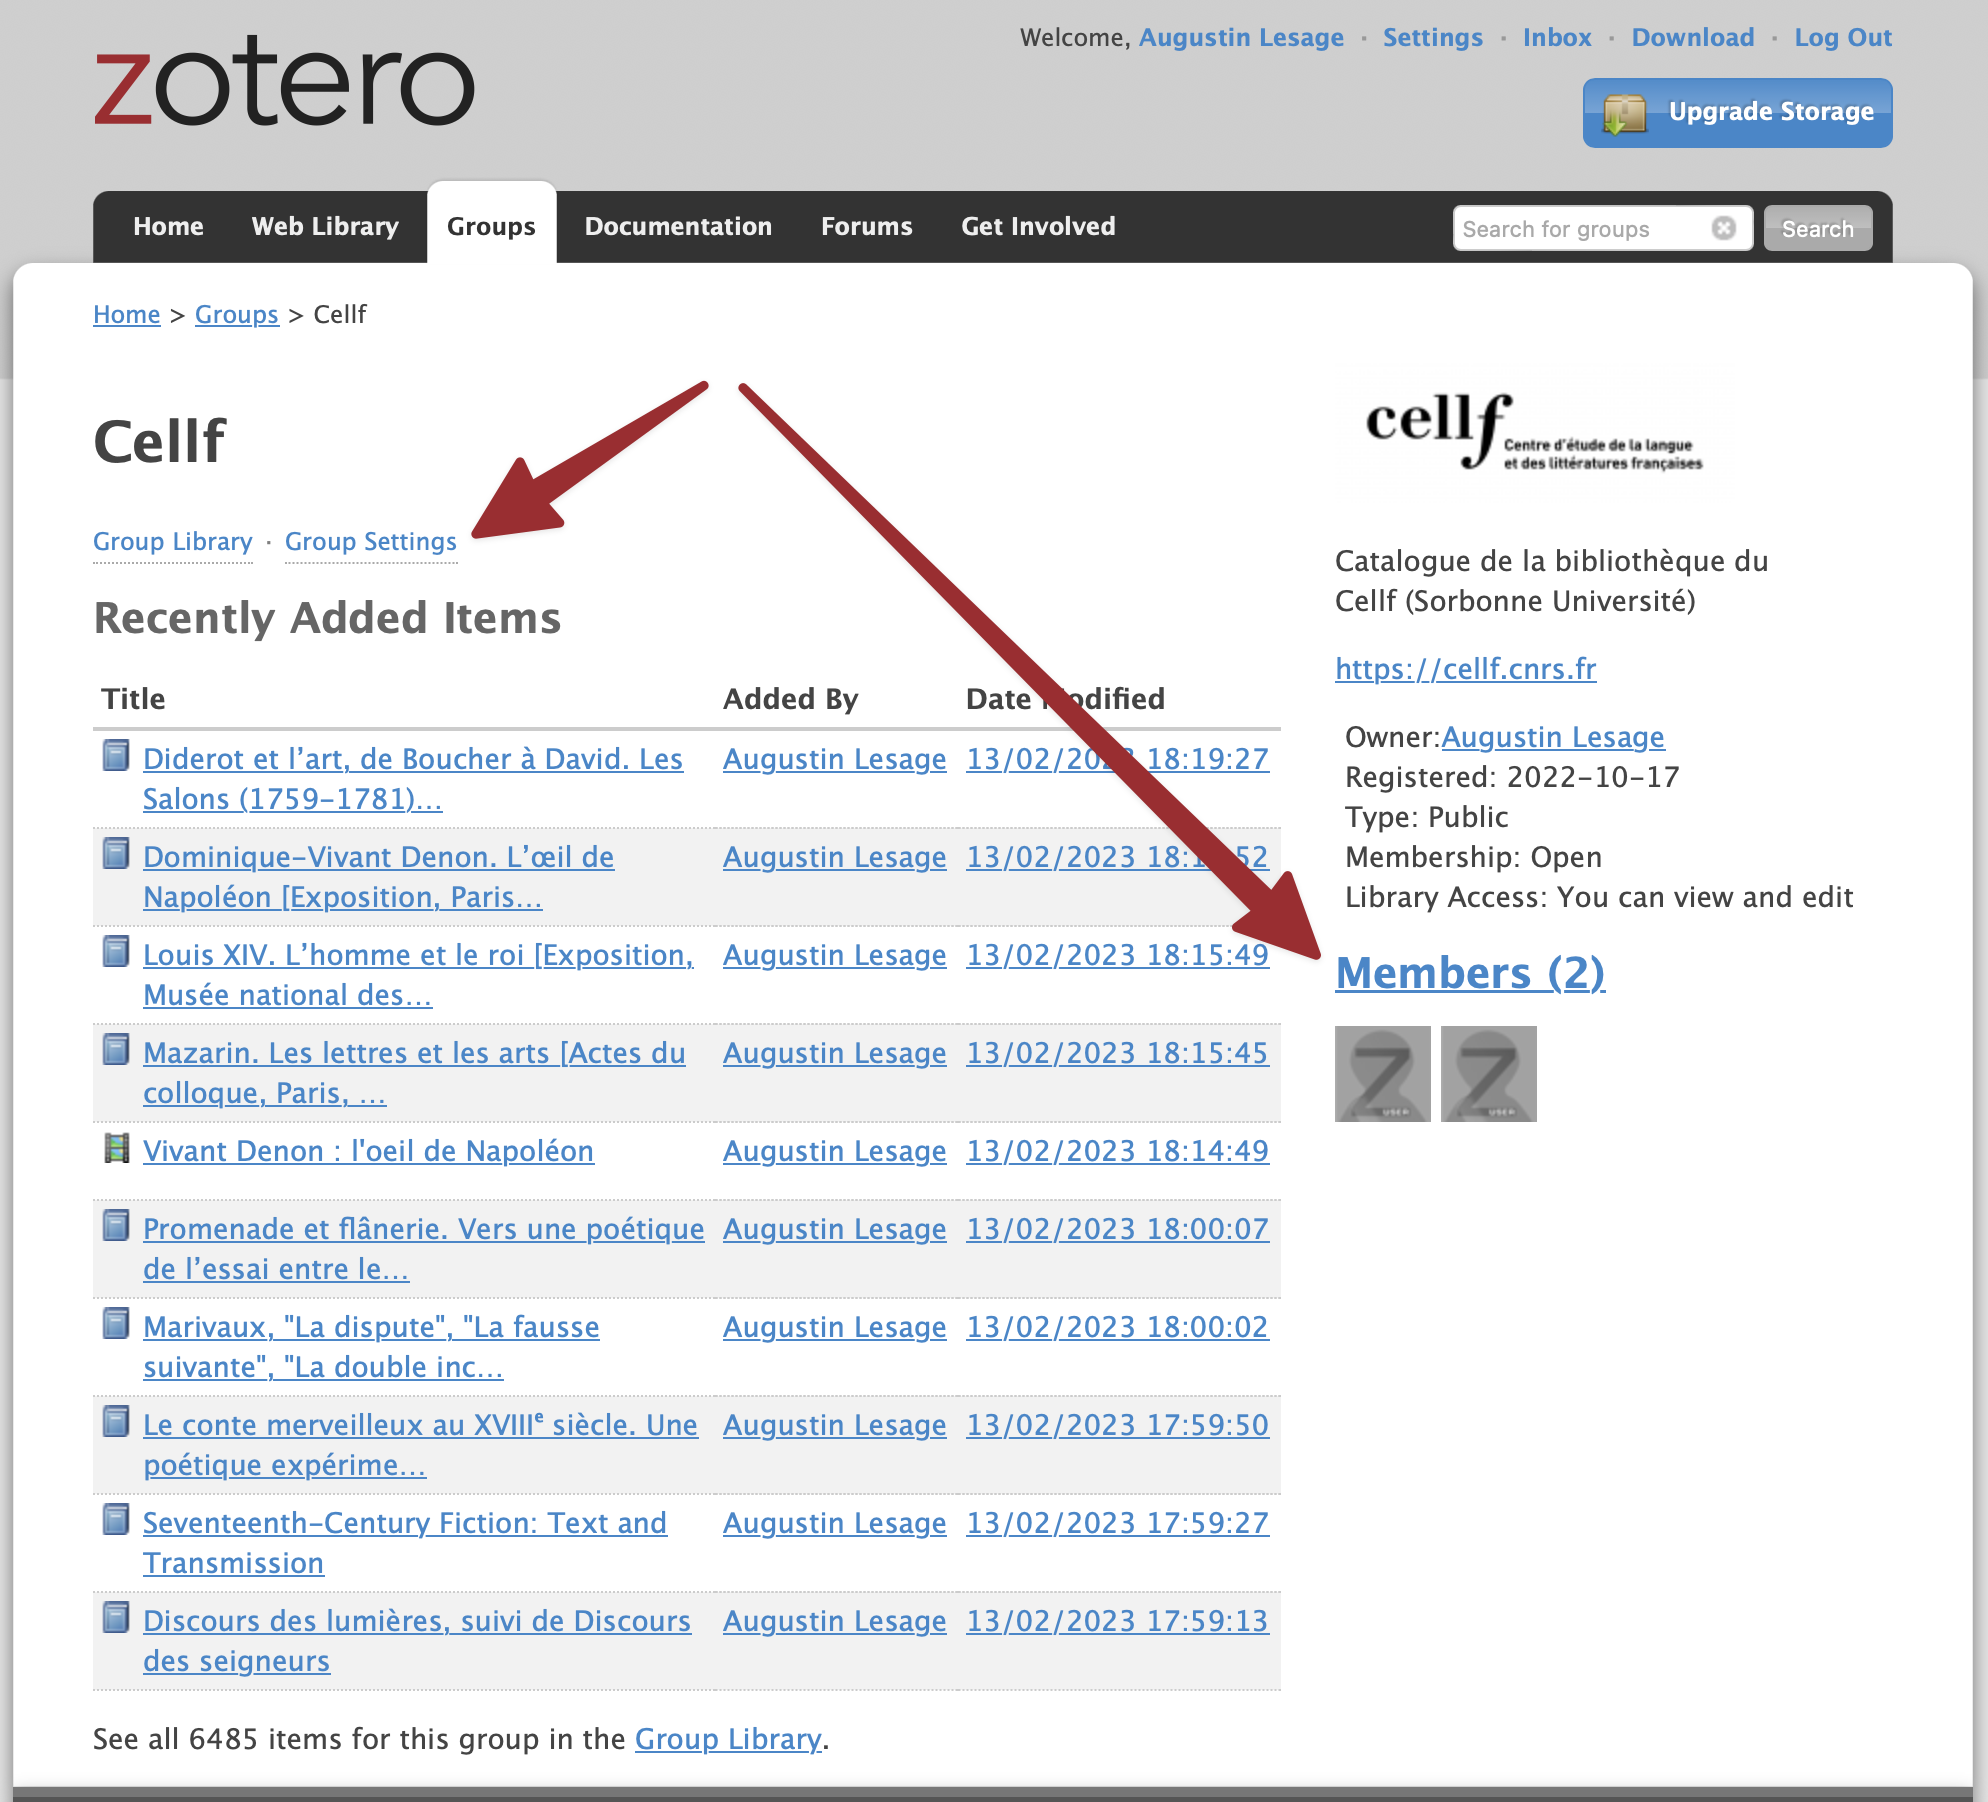 zotero
Welcome, Augustin Lesage · Settings · Inbox · Download · Log Out
Upgrade Storage
Home Web Library Groups Documentation Forums Get Involved Search for groups Search
Home > Groups > Cellf
Cellf
Group Library · Group Settings
Recently Added Items
Title Added By Date Modified
Diderot et l’art, de Boucher à David. Les Augustin Lesage 13/02/2023 18:19:27
Salons (1759-1781)...
Dominique-Vivant Denon. L’œil de Augustin Lesage 13/02/2023
Napoléon [Exposition, Paris...
Louis XIV. L’homme et le roi [Exposition, Augustin Lesage 13/02/2023 18:15:49
Musée national des...
Mazarin. Les lettres et les arts [Actes du Augustin Lesage 13/02/2023 18:15:45
colloque, Paris, ...
Vivant Denon : l'oeil de Napoléon Augustin Lesage 13/02/2023 18:14:49
Promenade et flânerie. Vers une poétique Augustin Lesage 13/02/2023 18:00:07
de l’essai entre le...
Marivaux, "La dispute", "La fausse Augustin Lesage 13/02/2023 18:00:02
suivante", "La double inc...
Le conte merveilleux au XVIIIᵉ siècle. Une Augustin Lesage 13/02/2023 17:59:50
poétique expérime...
Seventeenth-Century Fiction: Text and Augustin Lesage 13/02/2023 17:59:27
Transmission
Discours des lumières, suivi de Discours Augustin Lesage 13/02/2023 17:59:13
des seigneurs
See all 6485 items for this group in the Group Library.
cellf
Centre d'étude de la langue
et des littératures françaises
Catalogue de la bibliothèque du
Cellf (Sorbonne Université)
https://cellf.cnrs.fr
Owner:Augustin Lesage
Registered: 2022-10-17
Type: Public
Membership: Open
Library Access: You can view and edit
Members (2)
Z USER Z USER